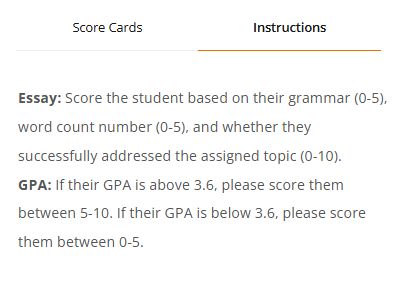 Score Cards
Instructions
Essay: Score the student based on their grammar (0-5),
word count number (0-5), and whether they
successfully addressed the assigned topic (0-10).
GPA: If their GPA is above 3.6, please score them
between 5-10. If their GPA is below 3.6, please score
them between 0-5.